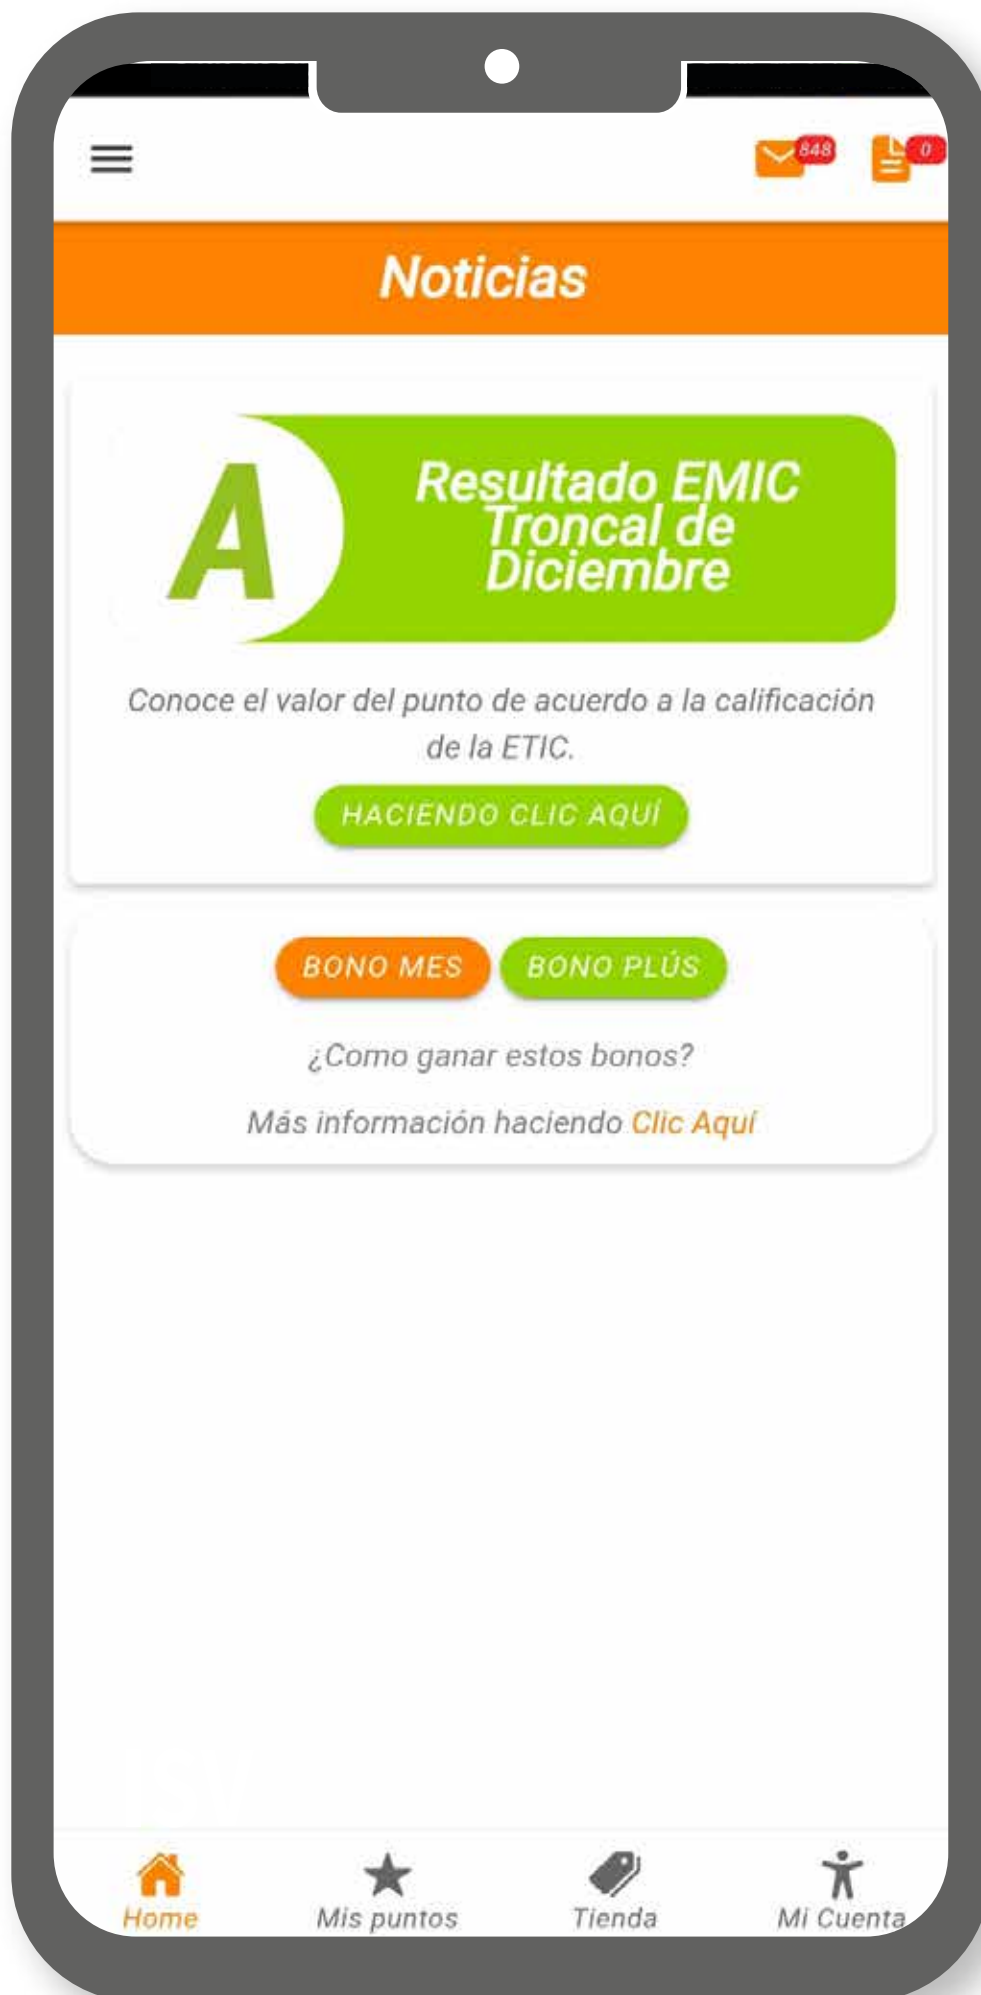 848
0
Noticias
A
Resultado EMIC
Troncal de
Diciembre
Conoce el valor del punto de acuerdo a la calificación
de la ETIC.
HACIENDO CLIC AQUÍ
BONO MES
BONO PLÚS
¿Como ganar estos bonos?
Más información haciendo Clic Aquí
Home
Mis puntos
Tienda
Mi Cuenta